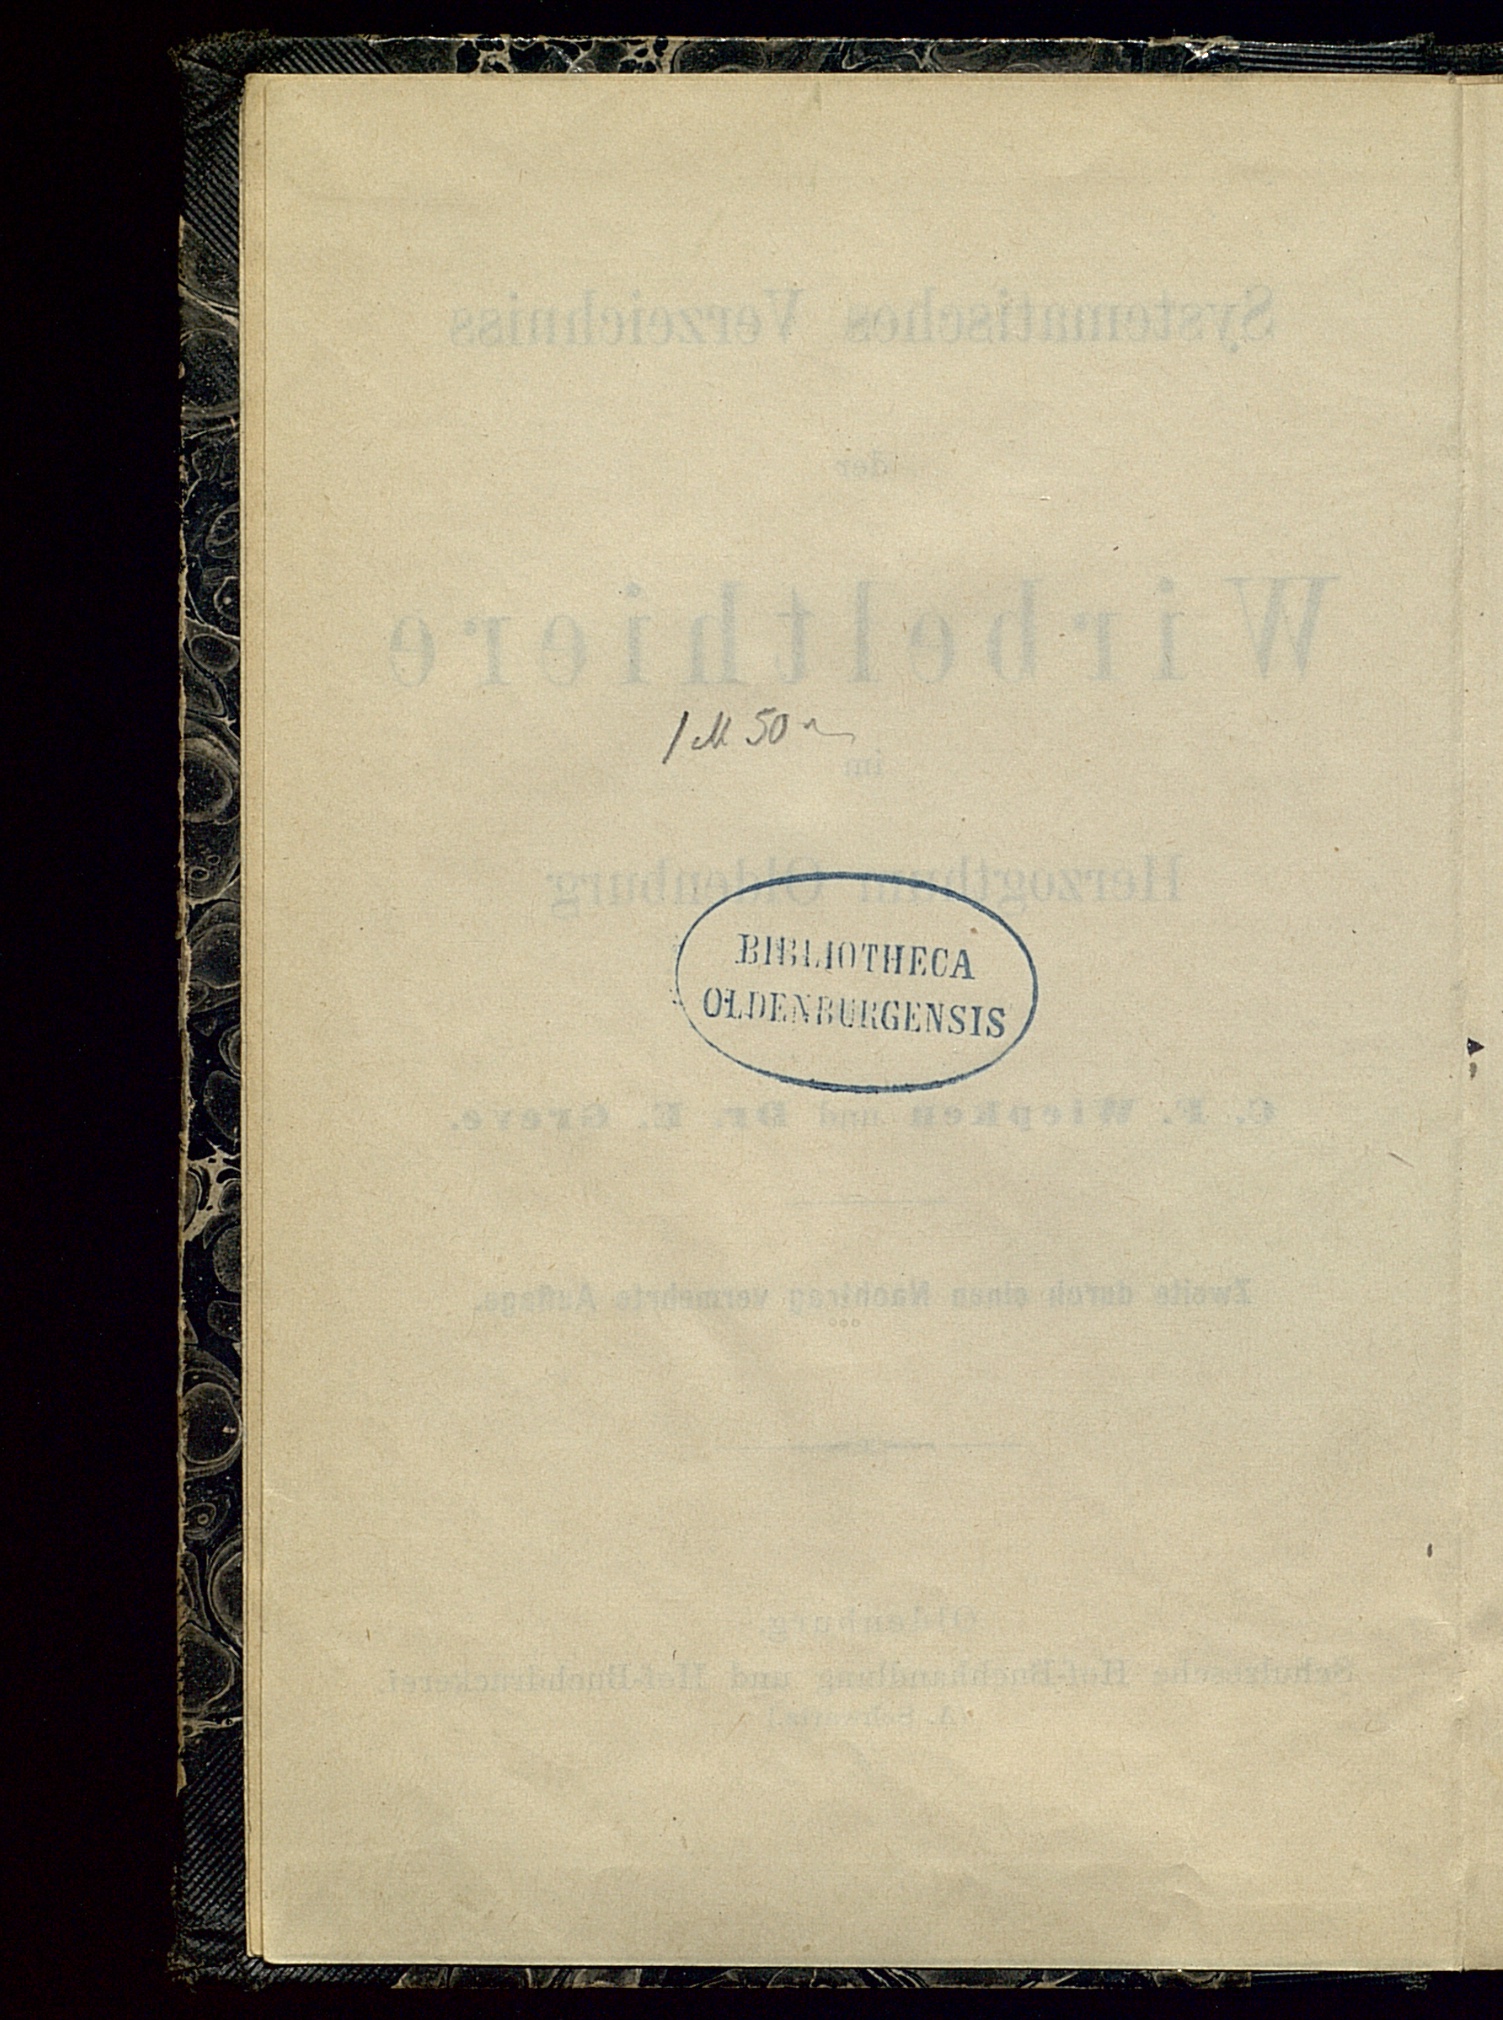 Systematisches Verzeichniss
der
Wirbelthiere
1 M 50
im
Herzogthum Oldenburg
BIBLIOTHECA
OLDENBURGENSIS
C. F. Wiepken und Dr. E. Greve.
Zweite durch einen Nachtrag vermehrte Auflage.
Oldenburg.
Schulzesche Hof-Buchhandlung und Hof-Buchdruckerei.
(A. Schwartz.)